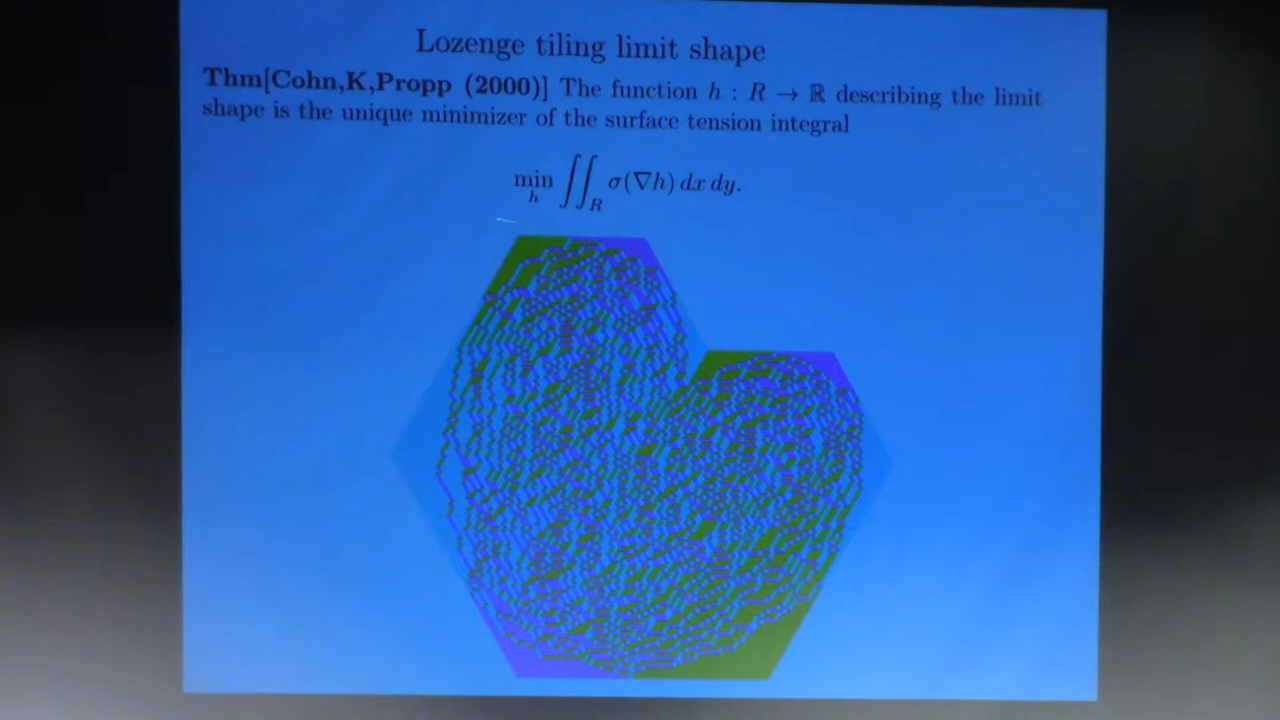 Lozenge tiling limit shape
Thm[Cohn,K,Propp (2000)] The function h : R → ℝ describing the limit
shape is the unique minimizer of the surface tension integral
min_h ∬_R σ(∇h) dx dy.